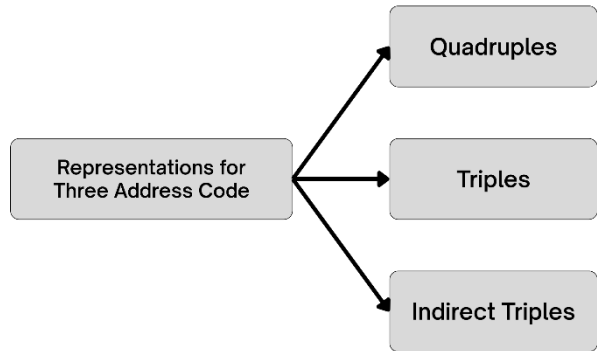 Quadruples
Representations for
Three Address Code
Triples
Indirect Triples